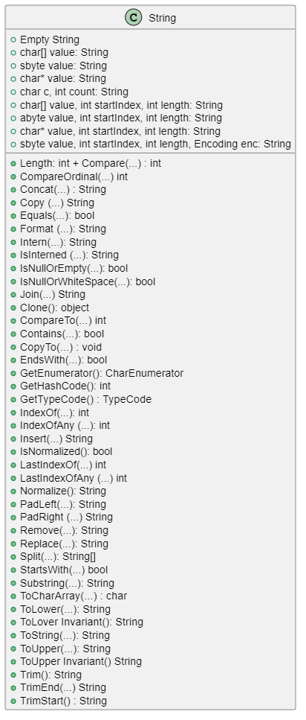 C String
Empty String
char[] value: String
sbyte value: String
char* value: String
char c, int count: String
char[] value, int startIndex, int length: String
abyte value, int startIndex, int length: String
char* value, int startIndex, int length: String
sbyte value, int startIndex, int length, Encoding enc: String
Length: int + Compare(...) : int
CompareOrdinal(...) int
Concat(...) : String
Copy (...) String
Equals(...): bool
Format (...): String
Intern(...): String
IsInterned (...): String
IsNullOrEmpty(...): bool
IsNullOrWhiteSpace(...): bool
Join(...) String
Clone(): object
CompareTo(...) int
Contains(...): bool
CopyTo(...) : void
EndsWith(...): bool
GetEnumerator(): CharEnumerator
GetHashCode(): int
GetTypeCode() : TypeCode
IndexOf(...): int
IndexOfAny (...): int
Insert(...) String
IsNormalized(): bool
LastIndexOf(...) int
LastIndexOfAny (...) int
Normalize(): String
PadLeft(...): String
PadRight (...) String
Remove(...): String
Replace(...): String
Split(...): String[]
StartsWith(...) bool
Substring(...): String
ToCharArray(...) : char
ToLower(...): String
ToLover Invariant(): String
ToString(...): String
ToUpper(...): String
ToUpper Invariant() String
Trim(): String
TrimEnd(...) String
TrimStart() : String